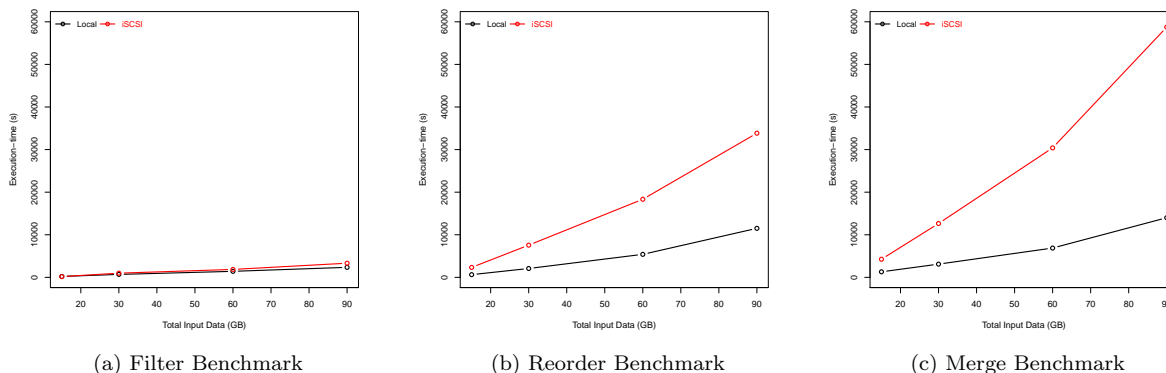 Local iSCSI
Execution−time (s)
0 10000 20000 30000 40000 50000 60000
20 30 40 50 60 70 80 90
Total Input Data (GB)
(a) Filter Benchmark
Local iSCSI
Execution−time (s)
0 10000 20000 30000 40000 50000 60000
20 30 40 50 60 70 80 90
Total Input Data (GB)
(b) Reorder Benchmark
Local iSCSI
Execution−time (s)
0 10000 20000 30000 40000 50000 60000
20 30 40 50 60 70 80
Total Input Data (GB)
(c) Merge Benchmark